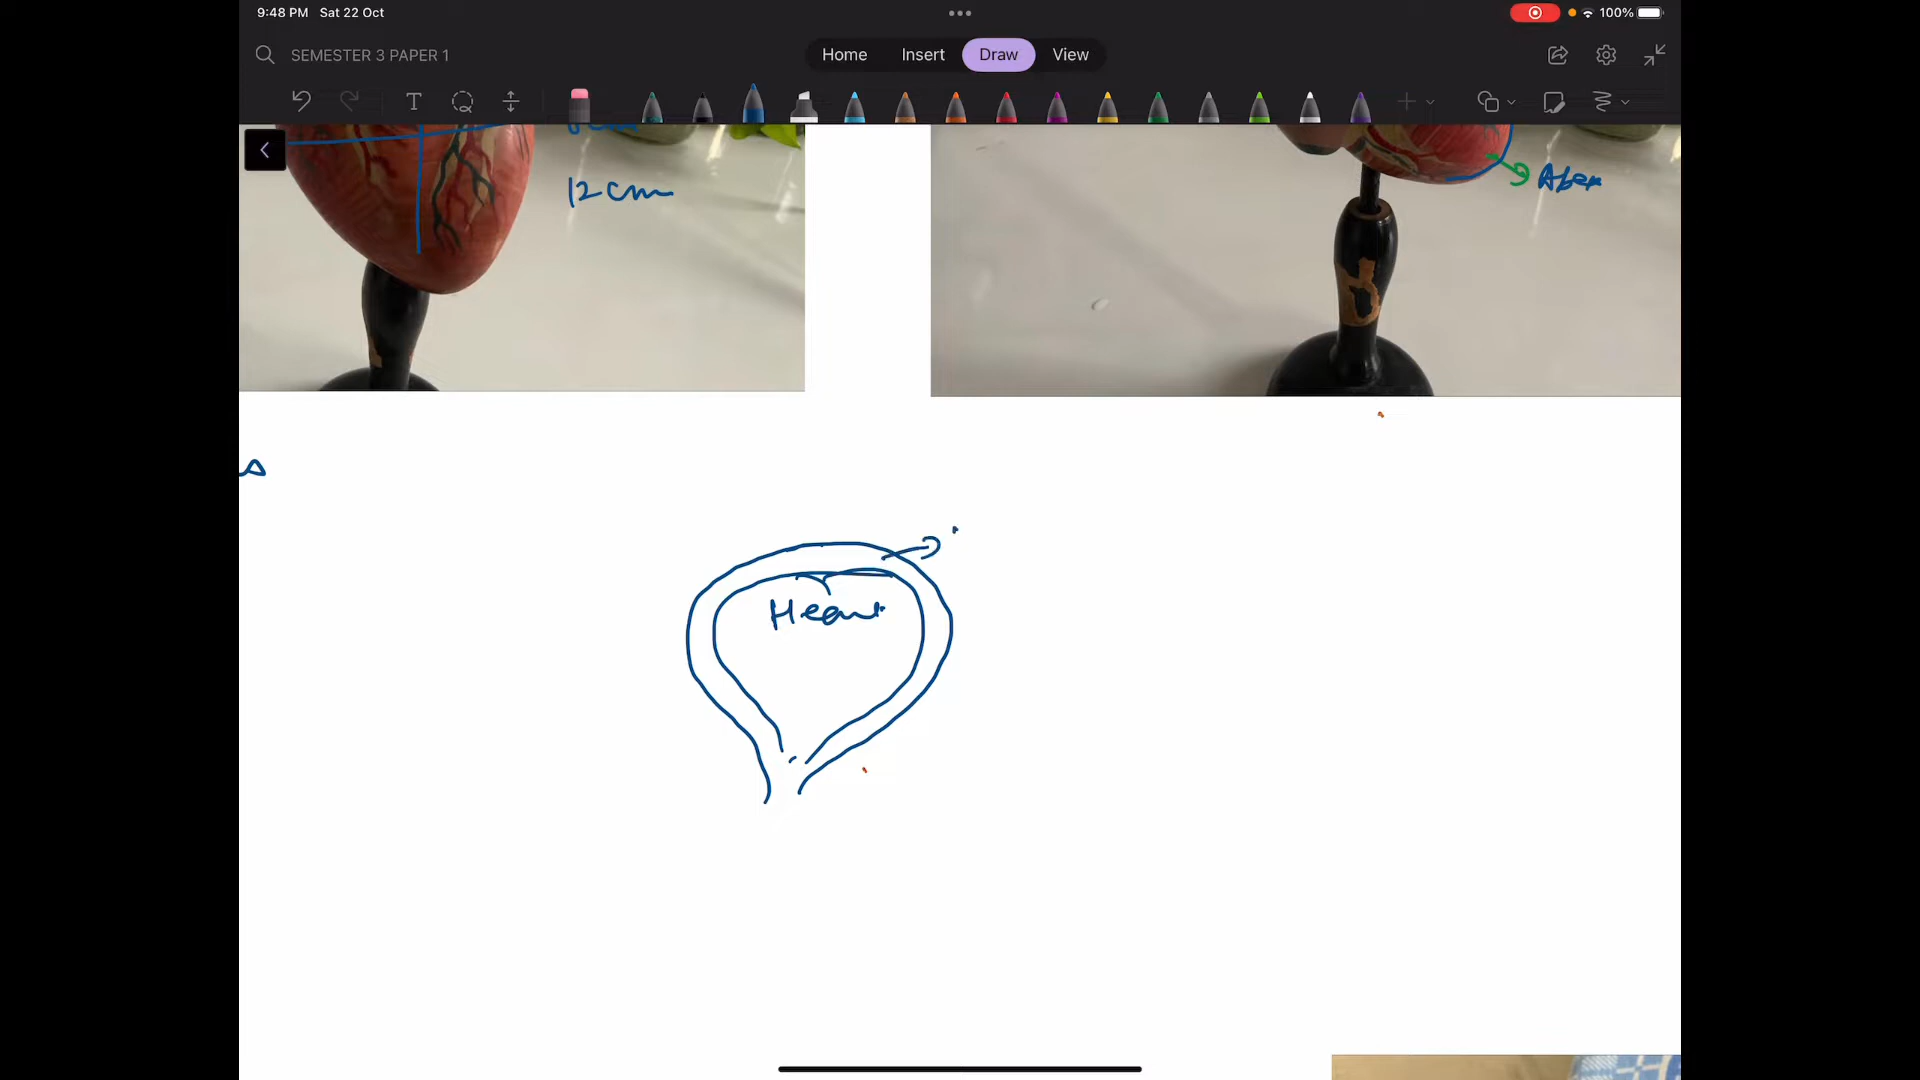 9:48 PM Sat 22 Oct
100%
SEMESTER 3 PAPER 1
Home Insert Draw View
T
12 cm
Apex
Heart